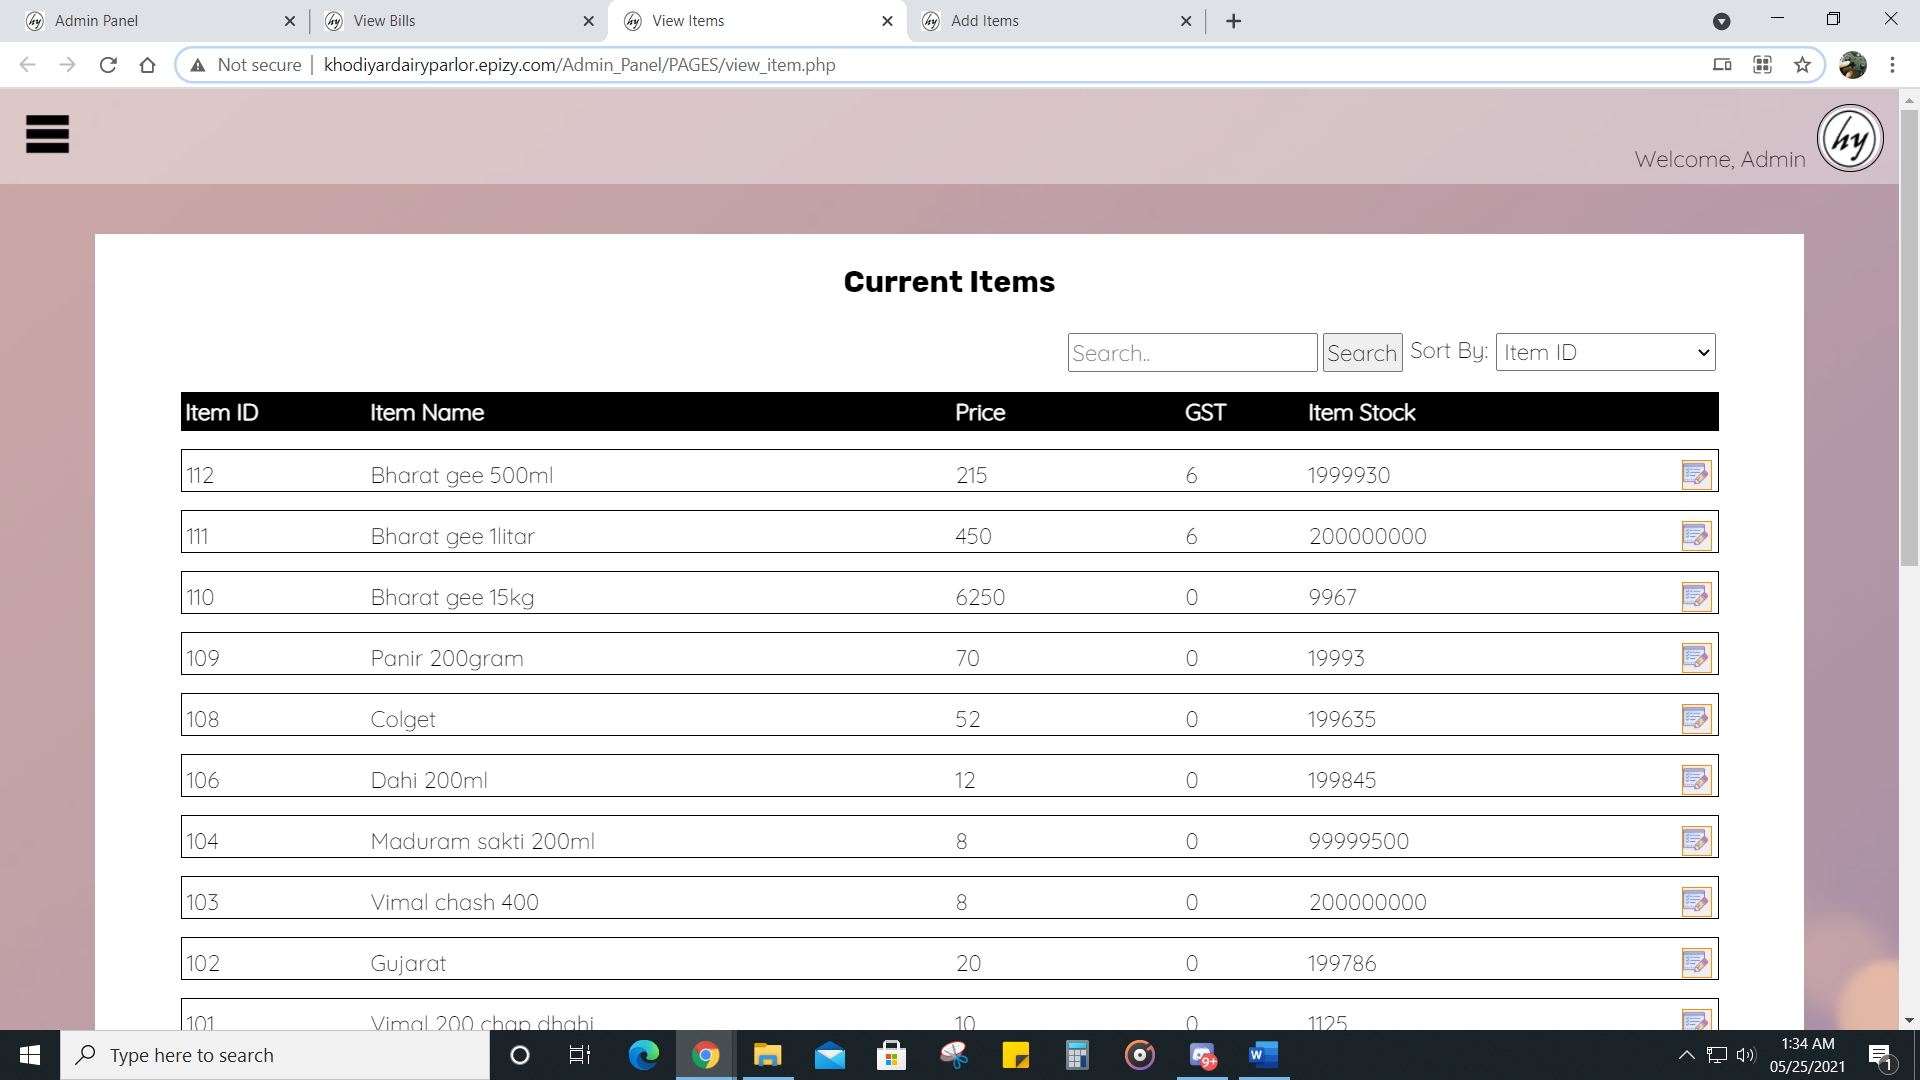 Admin Panel
View Bills
View Items
Add Items
Not secure
khodiyardairyparlor.epizy.com/Admin_Panel/PAGES/view_item.php
Welcome, Admin
hy
Current Items
Search..
Search
Sort By:
Item ID
Item ID Item Name Price GST Item Stock
112 Bharat gee 500ml 215 6 1999930
111 Bharat gee 1litar 450 6 200000000
110 Bharat gee 15kg 6250 0 9967
109 Panir 200gram 70 0 19993
108 Colget 52 0 199635
106 Dahi 200ml 12 0 199845
104 Maduram sakti 200ml 8 0 99999500
103 Vimal chash 400 8 0 200000000
102 Gujarat 20 0 199786
101 Vimal 200 chap dhahi 10 0 1125
Type here to search
9+
W
1:34 AM
05/25/2021
1